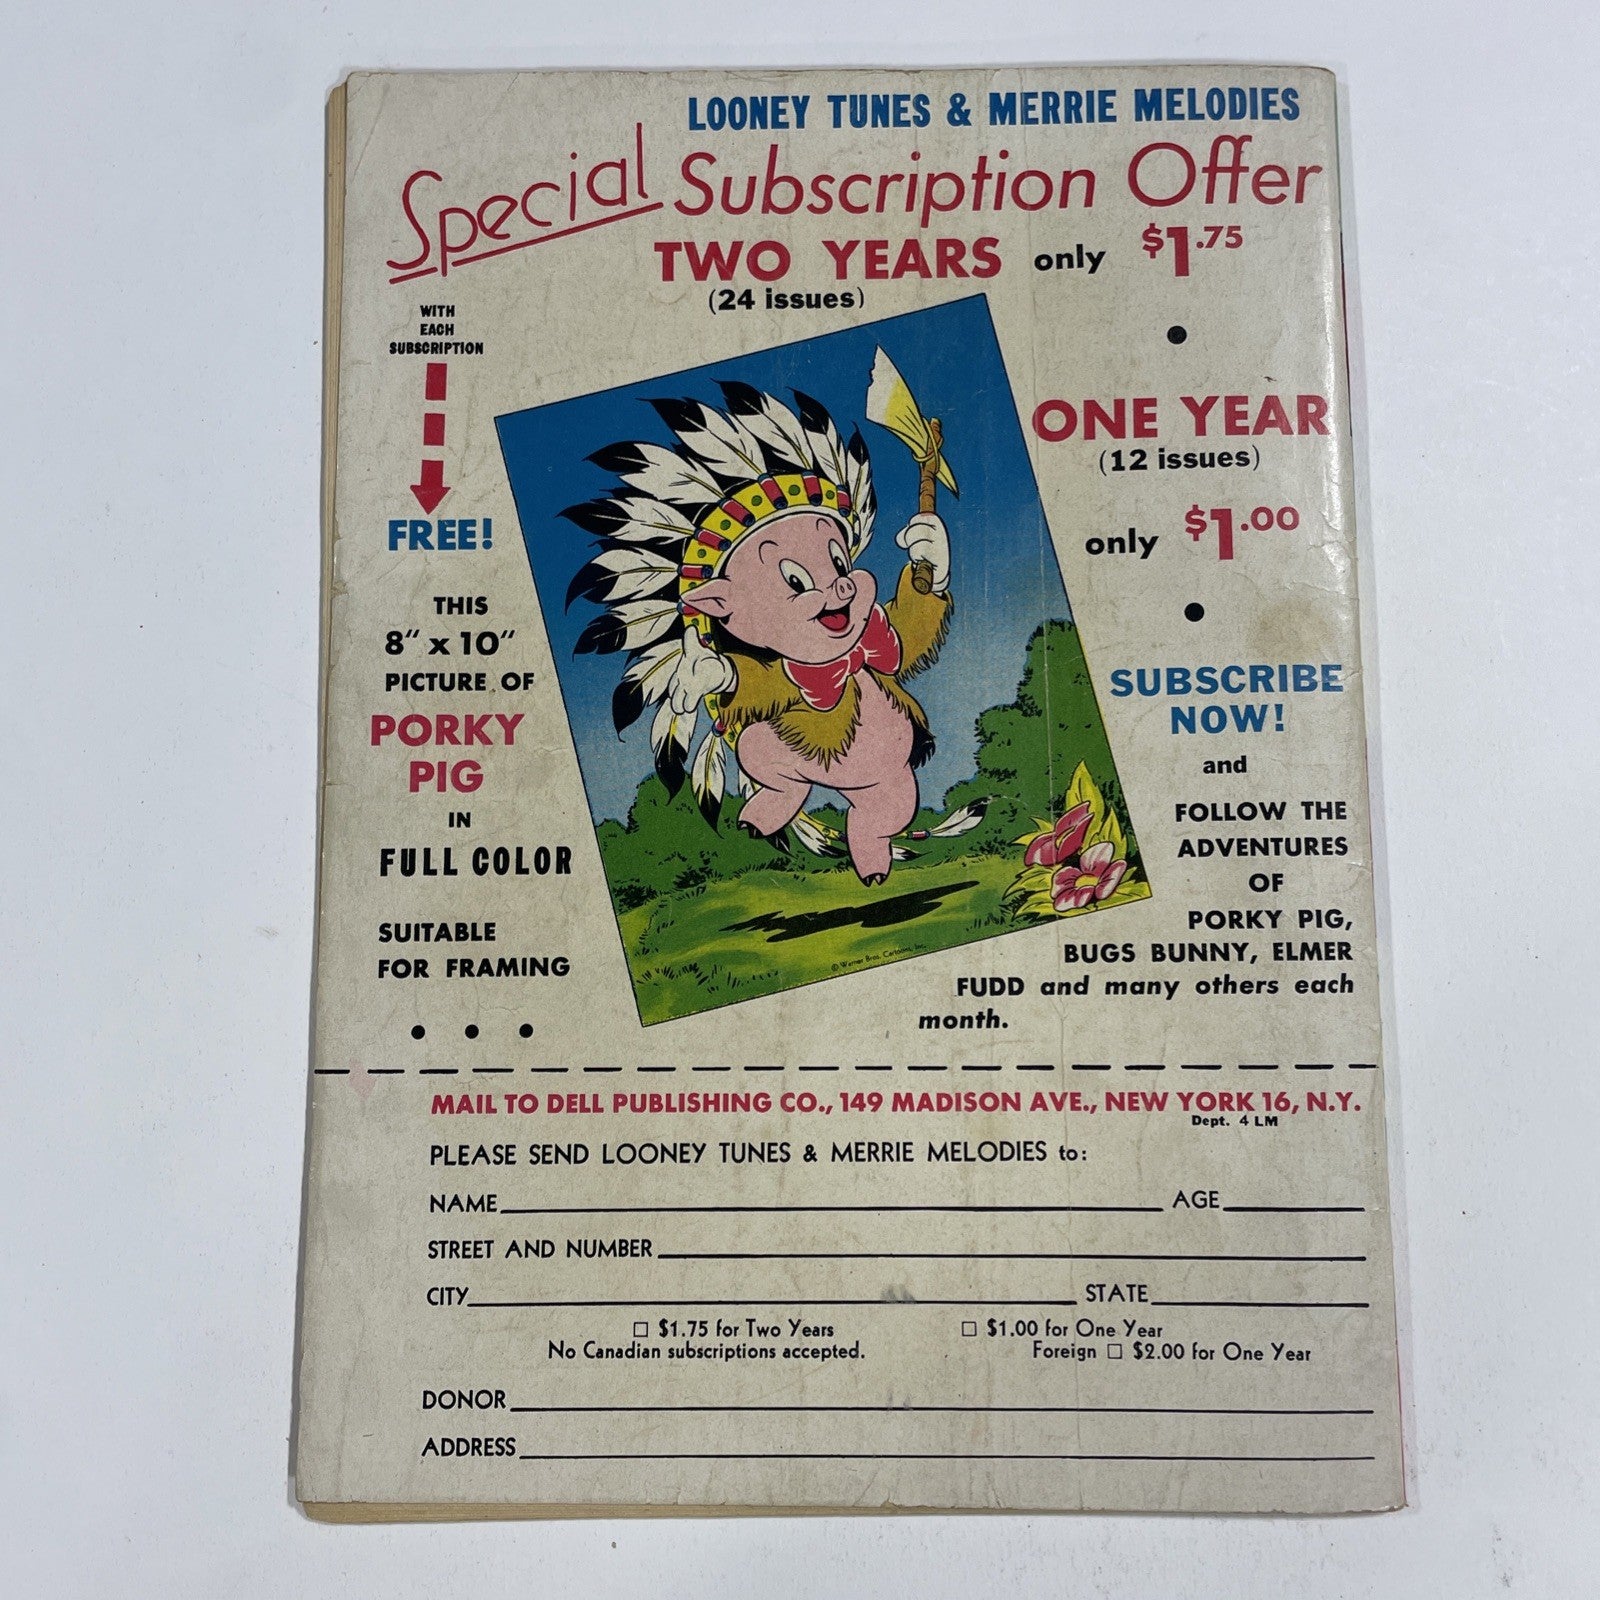 LOONEY TUNES & MERRIE MELODIES
Special Subscription Offer
TWO YEARS only $1.75
(24 issues)
WITH
EACH
SUBSCRIPTION
FREE!
THIS
8" x 10"
PICTURE OF
PORKY
PIG
IN
FULL COLOR
SUITABLE
FOR FRAMING
ONE YEAR
(12 issues)
only $1.00
SUBSCRIBE
NOW!
and
FOLLOW THE
ADVENTURES
OF
PORKY PIG,
BUGS BUNNY, ELMER
FUDD and many others each
month.
© Warner Bros. Cartoons, Inc.
MAIL TO DELL PUBLISHING CO., 149 MADISON AVE., NEW YORK 16, N.Y.
Dept. 4 LM
PLEASE SEND LOONEY TUNES & MERRIE MELODIES to:
NAME AGE
STREET AND NUMBER
CITY STATE
□ $1.75 for Two Years □ $1.00 for One Year
No Canadian subscriptions accepted. Foreign □ $2.00 for One Year
DONOR
ADDRESS